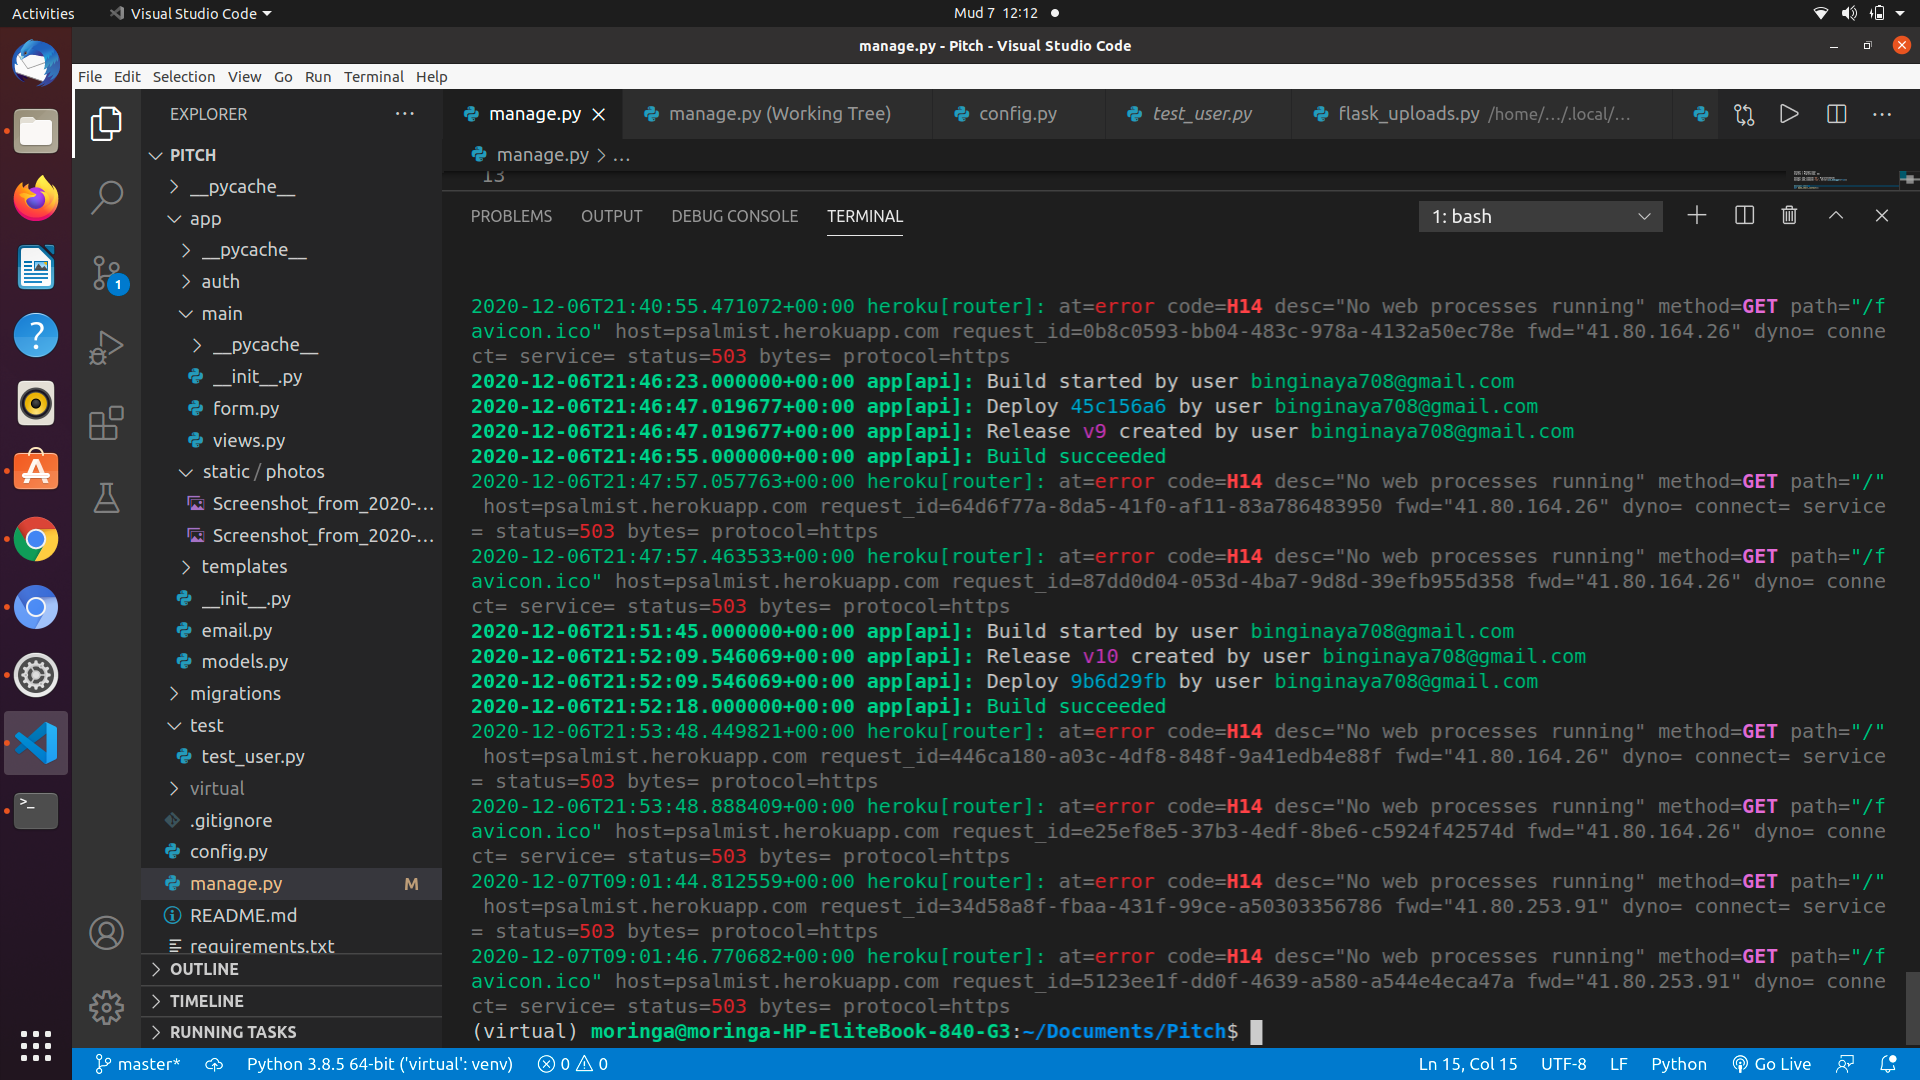 Activities
Visual Studio Code
Mud 7 12:12
manage.py - Pitch - Visual Studio Code
File Edit Selection View Go Run Terminal Help
EXPLORER
PITCH
__pycache__
app
__pycache__
auth
main
__pycache__
__init__.py
form.py
views.py
static / photos
Screenshot_from_2020-...
Screenshot_from_2020-...
templates
__init__.py
email.py
models.py
migrations
test
test_user.py
virtual
.gitignore
config.py
manage.py M
README.md
requirements.txt
OUTLINE
TIMELINE
RUNNING TASKS
1
manage.py
manage.py (Working Tree)
config.py
test_user.py
flask_uploads.py /home/.../.local/...
manage.py > ...
13
PROBLEMS OUTPUT DEBUG CONSOLE TERMINAL
1: bash
2020-12-06T21:40:55.471072+00:00 heroku[router]: at=error code=H14 desc="No web processes running" method=GET path="/f
avicon.ico" host=psalmist.herokuapp.com request_id=0b8c0593-bb04-483c-978a-4132a50ec78e fwd="41.80.164.26" dyno= conne
ct= service= status=503 bytes= protocol=https
2020-12-06T21:46:23.000000+00:00 app[api]: Build started by user binginaya708@gmail.com
2020-12-06T21:46:47.019677+00:00 app[api]: Deploy 45c156a6 by user binginaya708@gmail.com
2020-12-06T21:46:47.019677+00:00 app[api]: Release v9 created by user binginaya708@gmail.com
2020-12-06T21:46:55.000000+00:00 app[api]: Build succeeded
2020-12-06T21:47:57.057763+00:00 heroku[router]: at=error code=H14 desc="No web processes running" method=GET path="/"
host=psalmist.herokuapp.com request_id=64d6f77a-8da5-41f0-af11-83a786483950 fwd="41.80.164.26" dyno= connect= service
= status=503 bytes= protocol=https
2020-12-06T21:47:57.463533+00:00 heroku[router]: at=error code=H14 desc="No web processes running" method=GET path="/f
avicon.ico" host=psalmist.herokuapp.com request_id=87dd0d04-053d-4ba7-9d8d-39efb955d358 fwd="41.80.164.26" dyno= conne
ct= service= status=503 bytes= protocol=https
2020-12-06T21:51:45.000000+00:00 app[api]: Build started by user binginaya708@gmail.com
2020-12-06T21:52:09.546069+00:00 app[api]: Release v10 created by user binginaya708@gmail.com
2020-12-06T21:52:09.546069+00:00 app[api]: Deploy 9b6d29fb by user binginaya708@gmail.com
2020-12-06T21:52:18.000000+00:00 app[api]: Build succeeded
2020-12-06T21:53:48.449821+00:00 heroku[router]: at=error code=H14 desc="No web processes running" method=GET path="/"
host=psalmist.herokuapp.com request_id=446ca180-a03c-4df8-848f-9a41edb4e88f fwd="41.80.164.26" dyno= connect= service
= status=503 bytes= protocol=https
2020-12-06T21:53:48.888409+00:00 heroku[router]: at=error code=H14 desc="No web processes running" method=GET path="/f
avicon.ico" host=psalmist.herokuapp.com request_id=e25ef8e5-37b3-4edf-8be6-c5924f42574d fwd="41.80.164.26" dyno= conne
ct= service= status=503 bytes= protocol=https
2020-12-07T09:01:44.812559+00:00 heroku[router]: at=error code=H14 desc="No web processes running" method=GET path="/"
host=psalmist.herokuapp.com request_id=34d58a8f-fbaa-431f-99ce-a50303356786 fwd="41.80.253.91" dyno= connect= service
= status=503 bytes= protocol=https
2020-12-07T09:01:46.770682+00:00 heroku[router]: at=error code=H14 desc="No web processes running" method=GET path="/f
avicon.ico" host=psalmist.herokuapp.com request_id=5123ee1f-dd0f-4639-a580-a544e4eca47a fwd="41.80.253.91" dyno= conne
ct= service= status=503 bytes= protocol=https
(virtual) moringa@moringa-HP-EliteBook-840-G3:~/Documents/Pitch$
master* Python 3.8.5 64-bit ('virtual': venv) 0 0 Ln 15, Col 15 UTF-8 LF Python Go Live